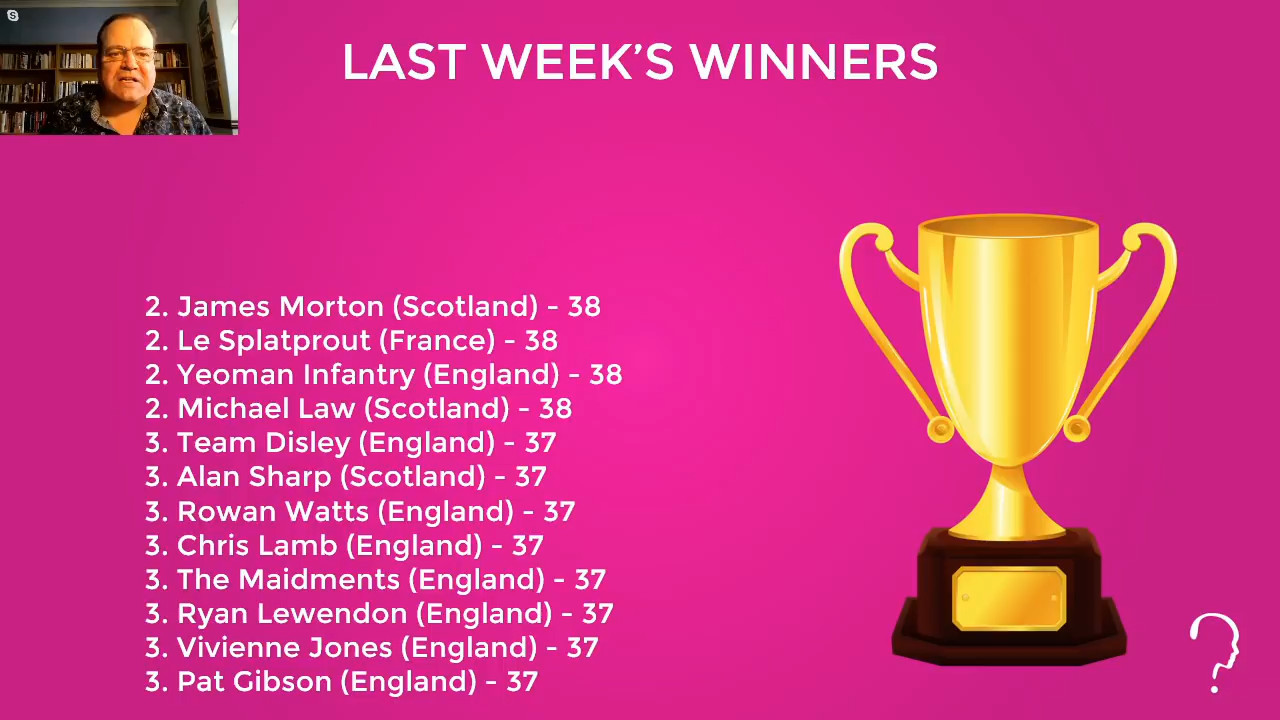 LAST WEEK'S WINNERS
2. James Morton (Scotland) - 38
2. Le Splatprout (France) - 38
2. Yeoman Infantry (England) - 38
2. Michael Law (Scotland) - 38
3. Team Disley (England) - 37
3. Alan Sharp (Scotland) - 37
3. Rowan Watts (England) - 37
3. Chris Lamb (England) - 37
3. The Maidments (England) - 37
3. Ryan Lewendon (England) - 37
3. Vivienne Jones (England) - 37
3. Pat Gibson (England) - 37